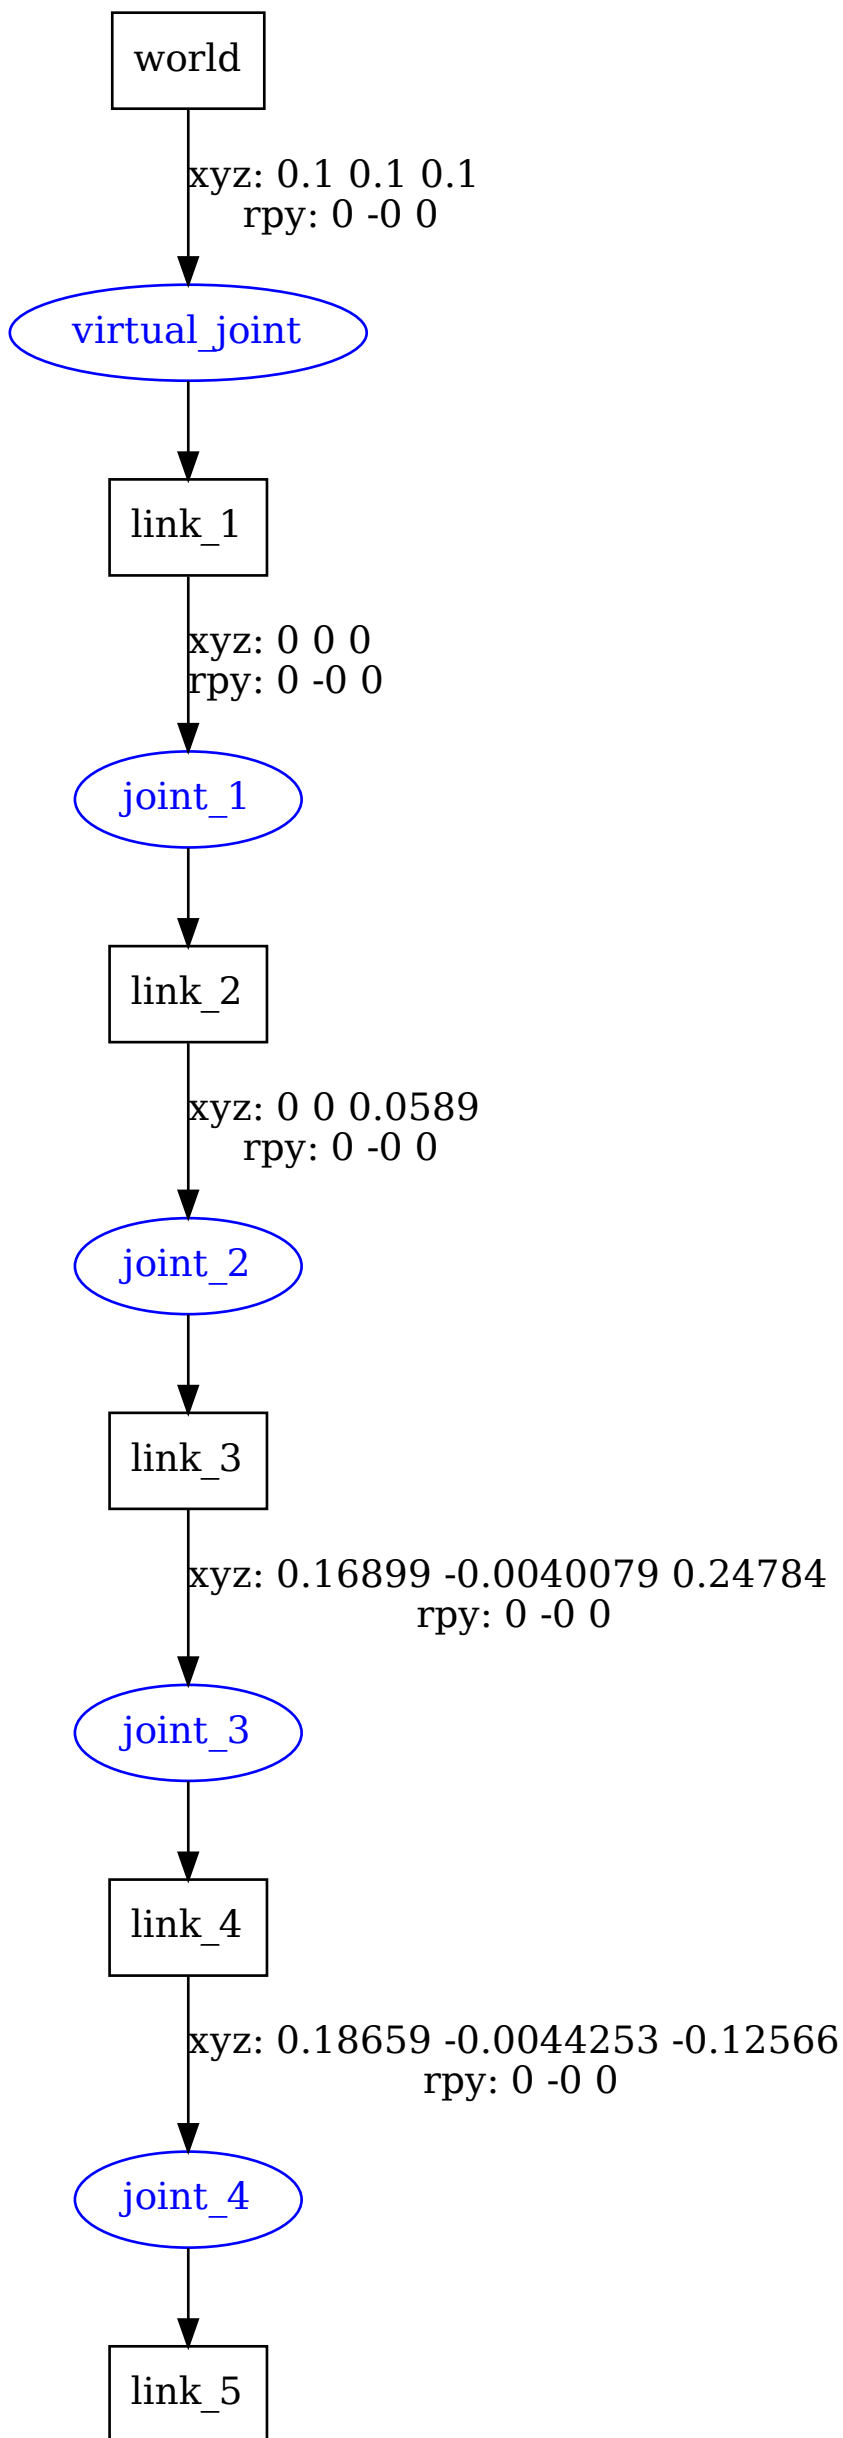 world
xyz: 0.1 0.1 0.1
rpy: 0 -0 0
virtual_joint
link_1
xyz: 0 0 0
rpy: 0 -0 0
joint_1
link_2
xyz: 0 0 0.0589
rpy: 0 -0 0
joint_2
link_3
xyz: 0.16899 -0.0040079 0.24784
rpy: 0 -0 0
joint_3
link_4
xyz: 0.18659 -0.0044253 -0.12566
rpy: 0 -0 0
joint_4
link_5